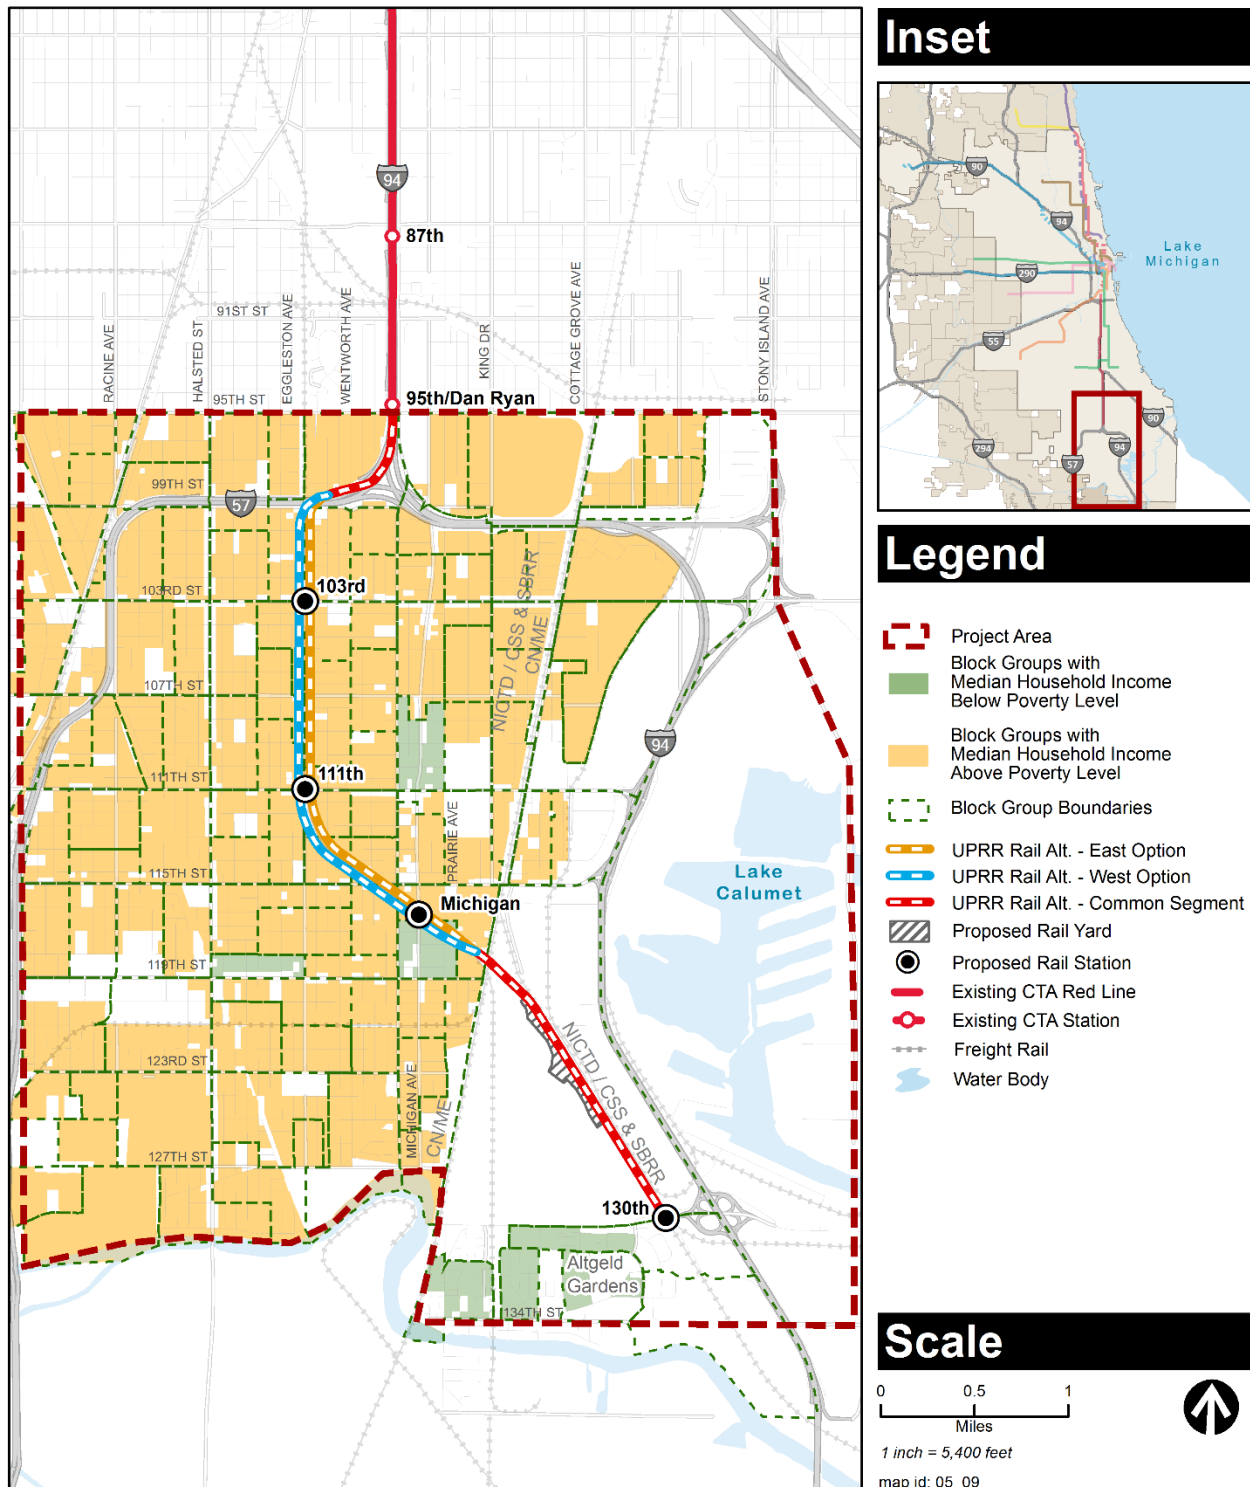 94
87th
91ST ST
RACINE AVE
HALSTED ST
EGGLESTON AVE
WENTWORTH AVE
KING DR
COTTAGE GROVE AVE
STONY ISLAND AVE
95TH ST
95th/Dan Ryan
99TH ST
57
103RD ST
103rd
NICTD / CSS & SBRR
CN/ME
107TH ST
94
111TH ST
111th
PRAIRIE AVE
115TH ST
Michigan
Lake
Calumet
119TH ST
NICTD / CSS & SBRR
123RD ST
MICHIGAN AVE
CN/ME
127TH ST
130th
Altgeld
Gardens
134TH ST
Inset
90
94
Lake
Michigan
290
55
90
294
94
57
Legend
Project Area
Block Groups with
Median Household Income
Below Poverty Level
Block Groups with
Median Household Income
Above Poverty Level
Block Group Boundaries
UPRR Rail Alt. - East Option
UPRR Rail Alt. - West Option
UPRR Rail Alt. - Common Segment
Proposed Rail Yard
Proposed Rail Station
Existing CTA Red Line
Existing CTA Station
Freight Rail
Water Body
Scale
0 0.5 1
Miles
1 inch = 5,400 feet
map id: 05_09